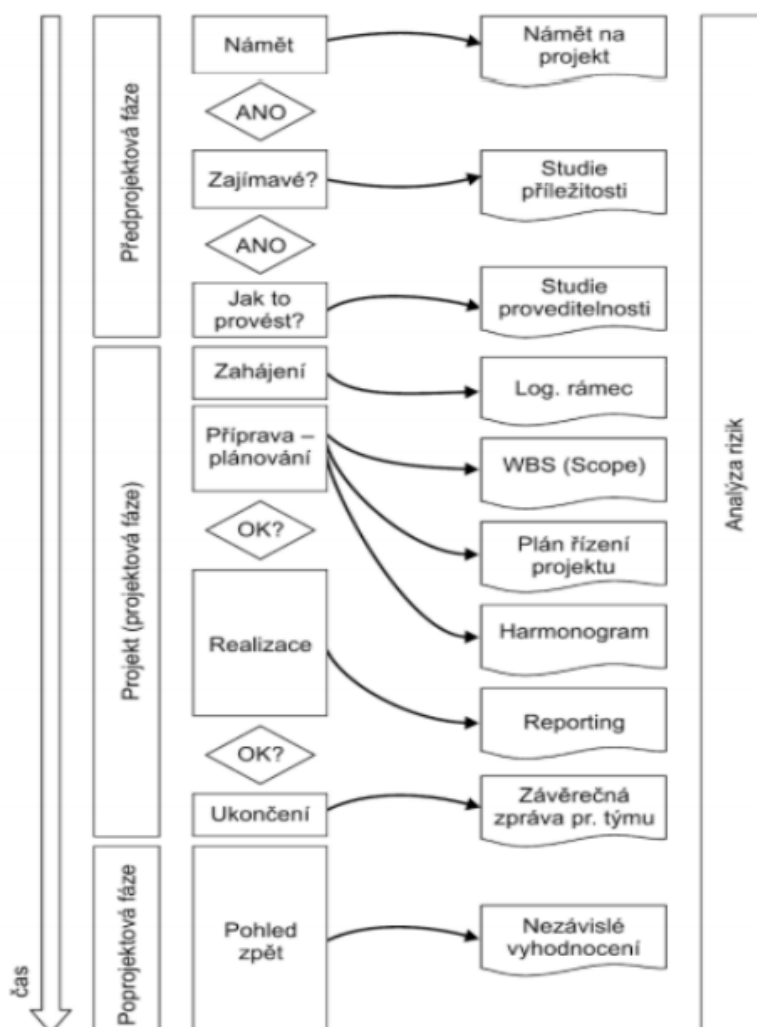 Předprojektová fáze
Námět
Námět na
projekt
ANO
Zajímavé?
Studie
příležitosti
ANO
Jak to
provést?
Studie
proveditelnosti
Projekt (projektová fáze)
Zahájení
Log. rámec
Příprava –
plánování
WBS (Scope)
OK?
Plán řízení
projektu
Harmonogram
Realizace
Reporting
OK?
Ukončení
Závěrečná
zpráva pr. týmu
Poprojektová fáze
Pohled
zpět
Nezávislé
vyhodnocení
čas
Analýza rizik